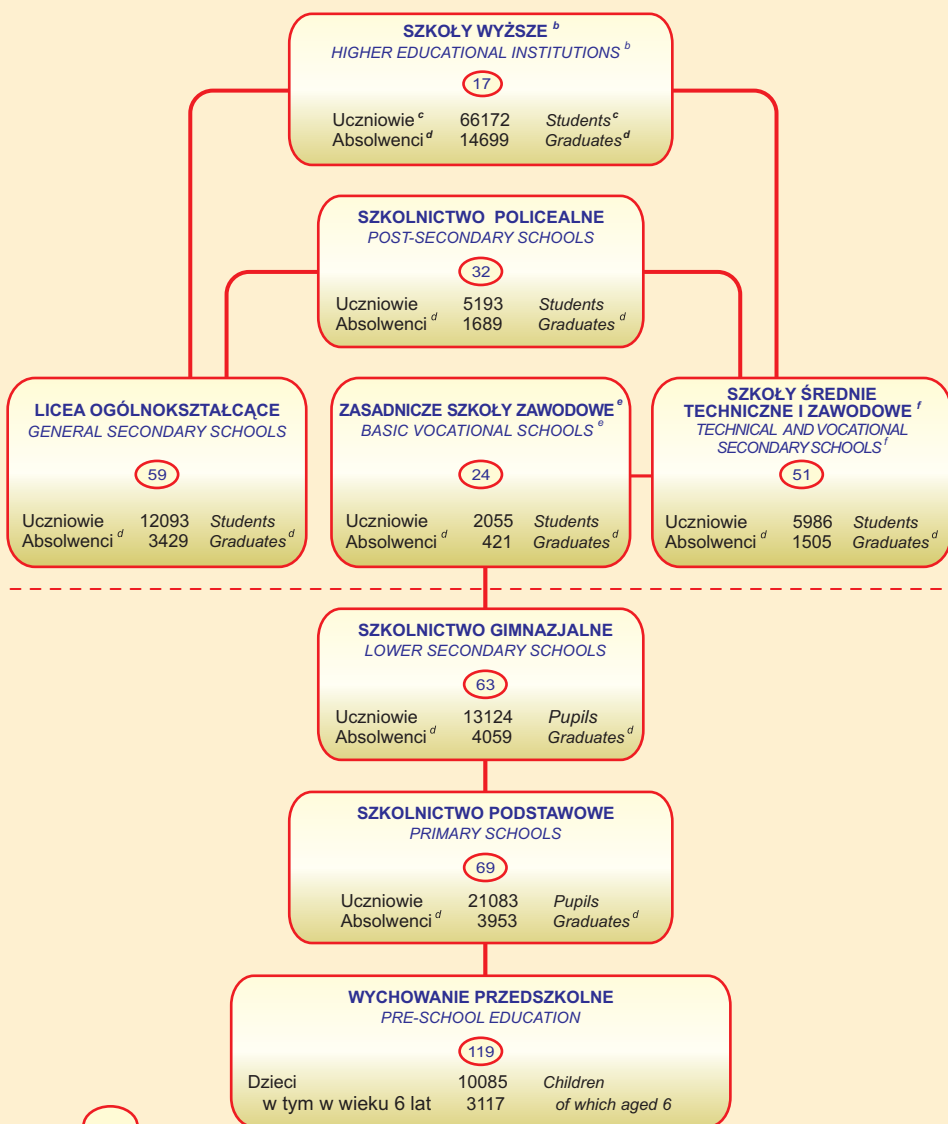 SZKOŁY WYŻSZE b
HIGHER EDUCATIONAL INSTITUTIONS b
17
Uczniowie c 66172 Students c
Absolwenci d 14699 Graduates d
SZKOLNICTWO POLICEALNE
POST-SECONDARY SCHOOLS
32
Uczniowie 5193 Students
Absolwenci d 1689 Graduates d
LICEA OGÓLNOKSZTAŁCĄCE
GENERAL SECONDARY SCHOOLS
59
Uczniowie 12093 Students
Absolwenci d 3429 Graduates d
ZASADNICZE SZKOŁY ZAWODOWE e
BASIC VOCATIONAL SCHOOLS e
24
Uczniowie 2055 Students
Absolwenci d 421 Graduates d
SZKOŁY ŚREDNIE
TECHNICZNE I ZAWODOWE f
TECHNICAL AND VOCATIONAL
SECONDARY SCHOOLS f
51
Uczniowie 5986 Students
Absolwenci d 1505 Graduates d
SZKOLNICTWO GIMNAZJALNE
LOWER SECONDARY SCHOOLS
63
Uczniowie 13124 Pupils
Absolwenci d 4059 Graduates d
SZKOLNICTWO PODSTAWOWE
PRIMARY SCHOOLS
69
Uczniowie 21083 Pupils
Absolwenci d 3953 Graduates d
WYCHOWANIE PRZEDSZKOLNE
PRE-SCHOOL EDUCATION
119
Dzieci 10085 Children
w tym w wieku 6 lat 3117 of which aged 6